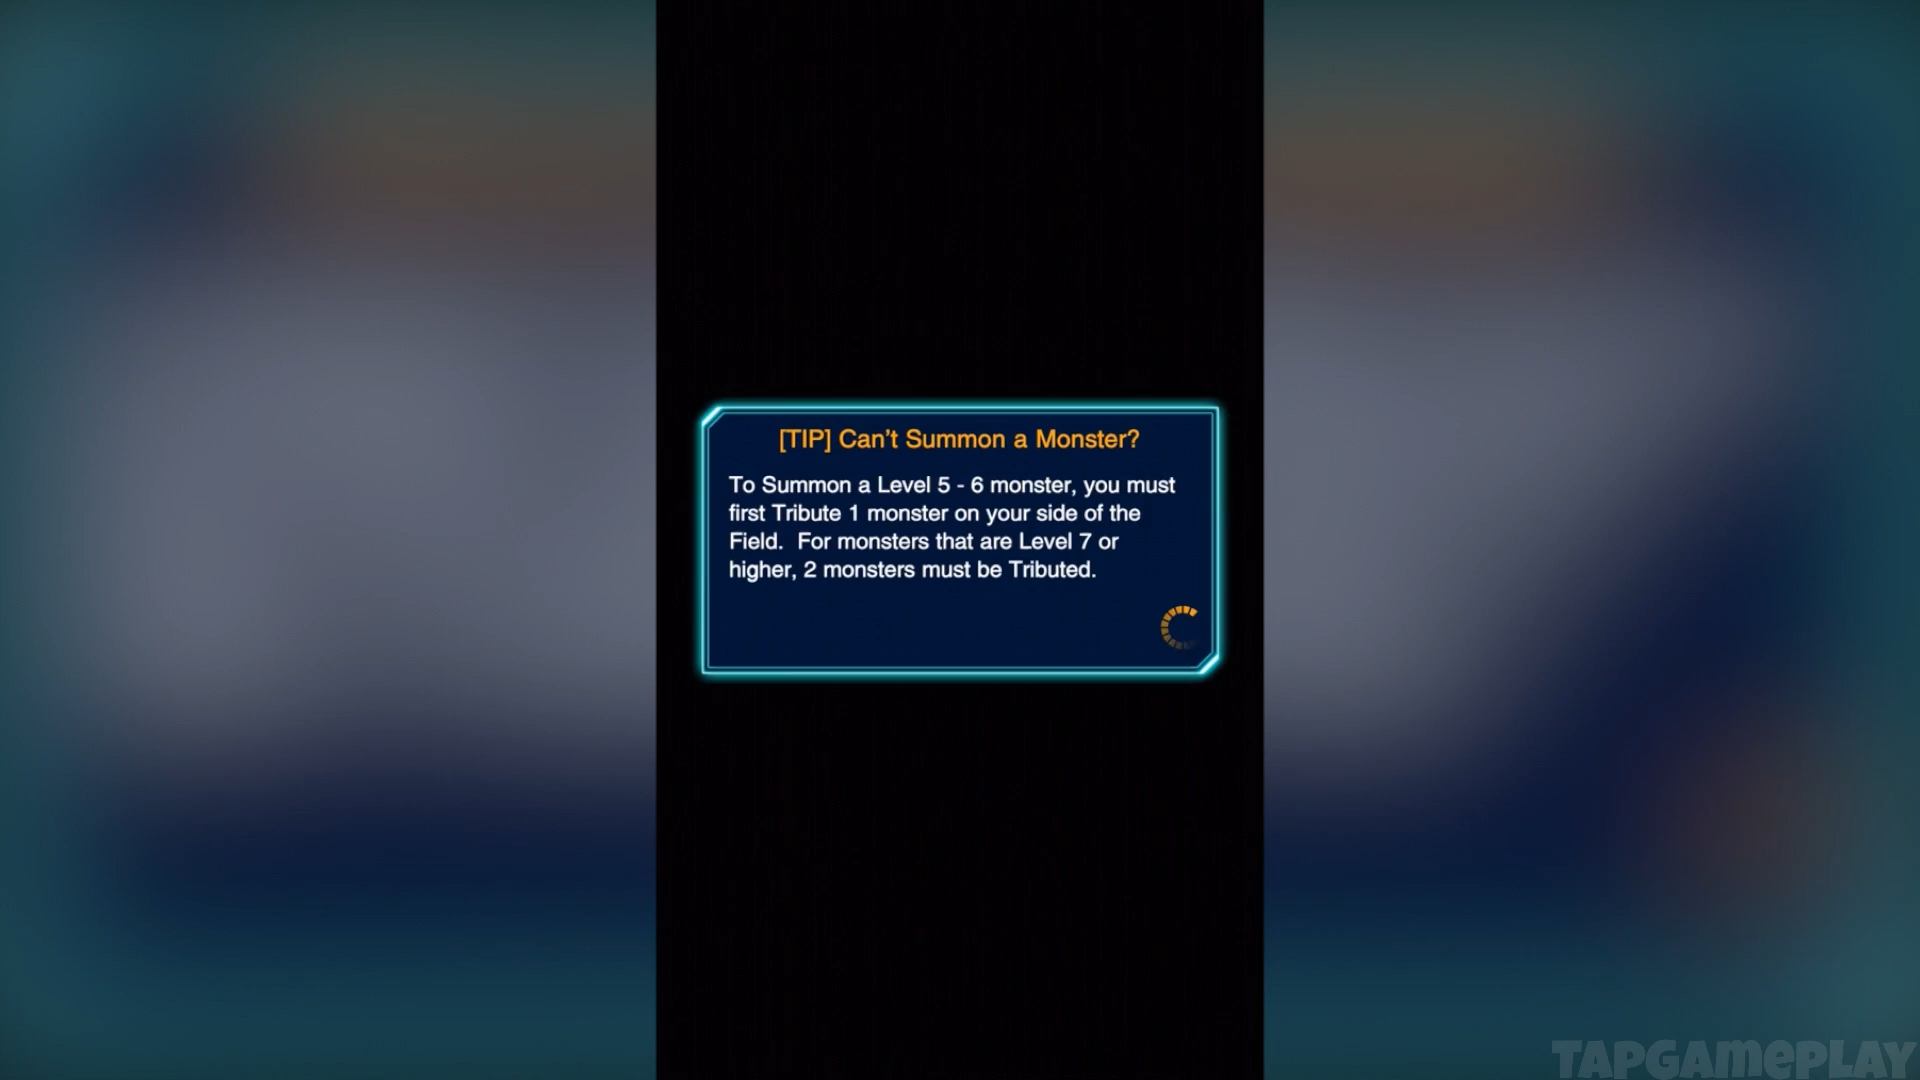 [TIP] Can't Summon a Monster?
To Summon a Level 5 - 6 monster, you must
first Tribute 1 monster on your side of the
Field.  For monsters that are Level 7 or
higher, 2 monsters must be Tributed.
TAPGAMEPLAY